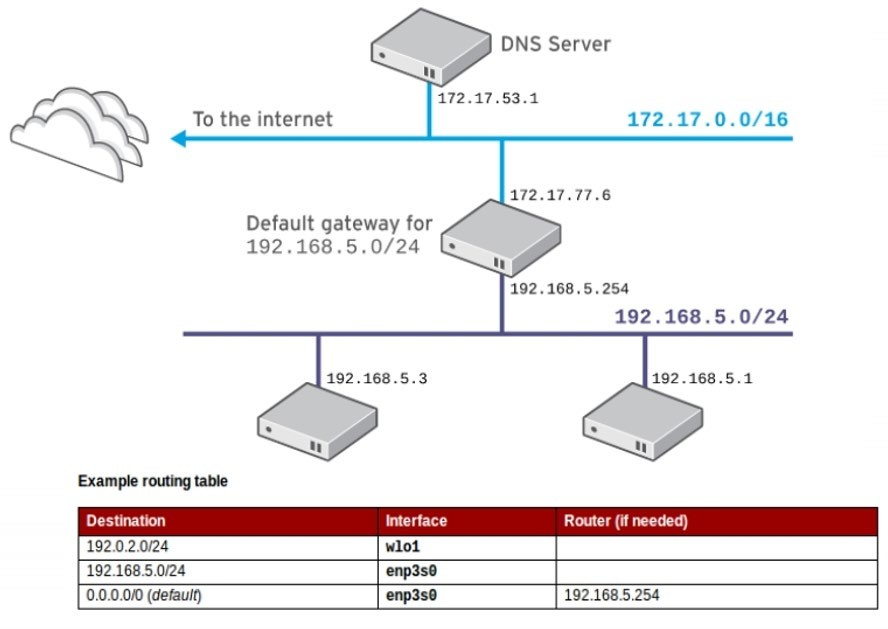 DNS Server
172.17.53.1
To the internet
172.17.0.0/16
172.17.77.6
Default gateway for
192.168.5.0/24
192.168.5.254
192.168.5.0/24
192.168.5.3
192.168.5.1
Example routing table
Destination Interface Router (if needed)
192.0.2.0/24 wlo1
192.168.5.0/24 enp3s0
0.0.0.0/0 (default) enp3s0 192.168.5.254